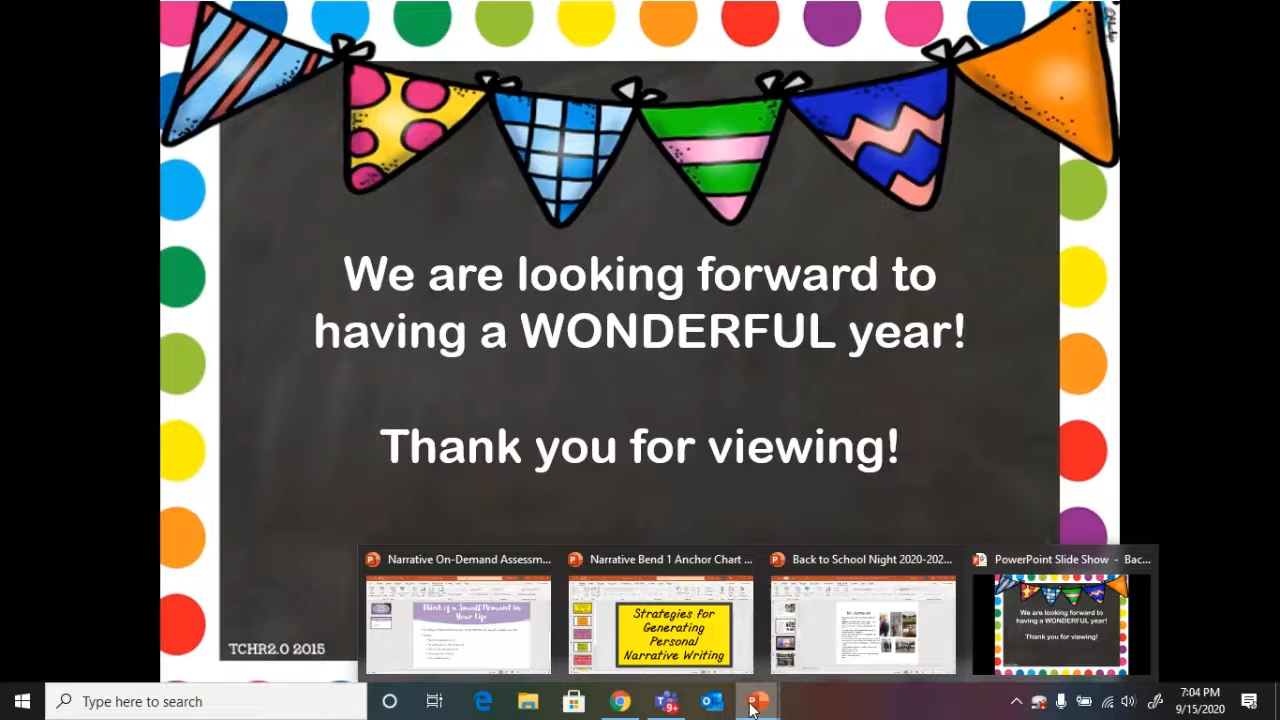 We are looking forward to
having a WONDERFUL year!
Thank you for viewing!
TCHR2.0 2015
Narrative On-Demand Assessm...
Narrative Bend 1 Anchor Chart ...
Back to School Night 2020-202...
PowerPoint Slide Show - Bac...
Think of a Small Moment in
Your Life
Strategies for
Generating
Personal
Narrative Writing
We are looking forward to
having a WONDERFUL year!
Thank you for viewing!
Type here to search
9+
7:04 PM
9/15/2020